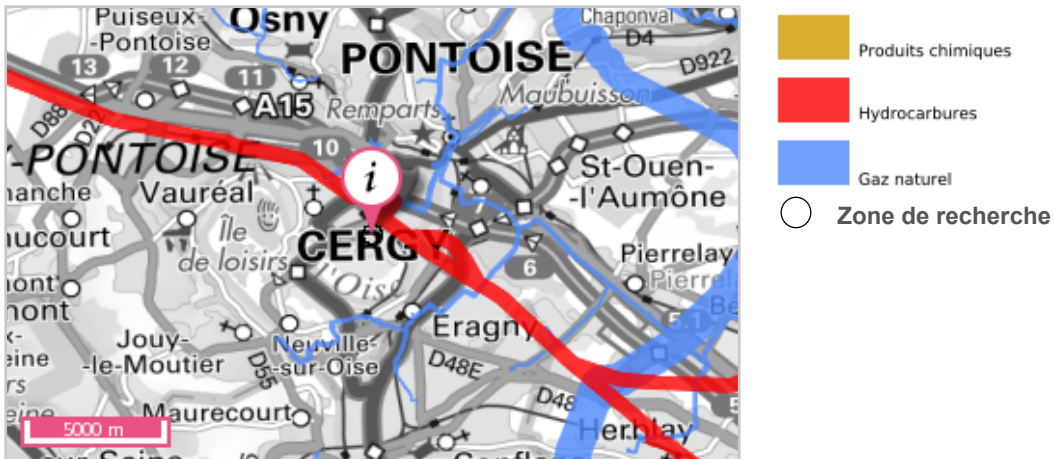 Puiseux-
-Pontoise
Osny
Chaponval
D4
PONTOISE
D922
13
12
11
A15
Remparts
Maubuisson
D88
D22
10
Y-PONTOISE
i
St-Ouen-
-l'Aumône
Vauréal
Île
de loisirs
CERGY
l'Oise
6
Pierrelay
Eragny
Neuville-
-sur-Oise
Jouy-
-le-Moutier
D55
D48E
D48
Maurecourt
Herblay
5000 m
Produits chimiques
Hydrocarbures
Gaz naturel
Zone de recherche